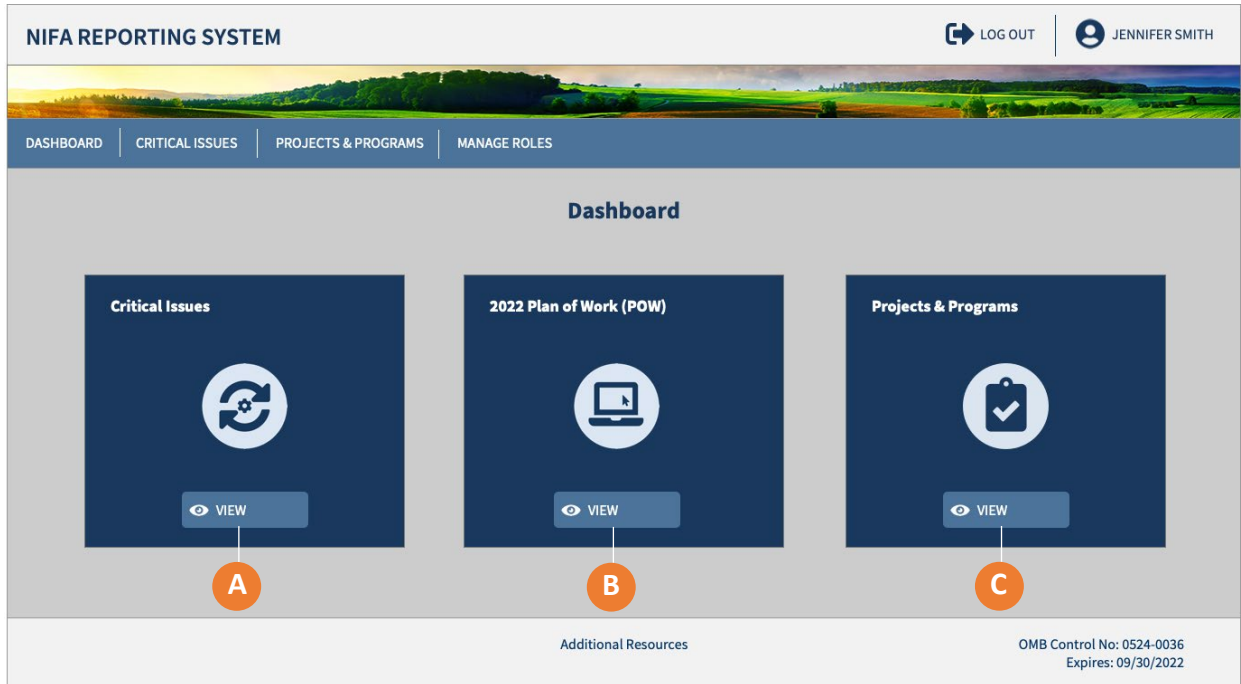 NIFA REPORTING SYSTEM
LOG OUT
JENNIFER SMITH
DASHBOARD
CRITICAL ISSUES
PROJECTS & PROGRAMS
MANAGE ROLES
Dashboard
Critical Issues
2022 Plan of Work (POW)
Projects & Programs
VIEW
VIEW
VIEW
A
B
C
Additional Resources
OMB Control No: 0524-0036
Expires: 09/30/2022